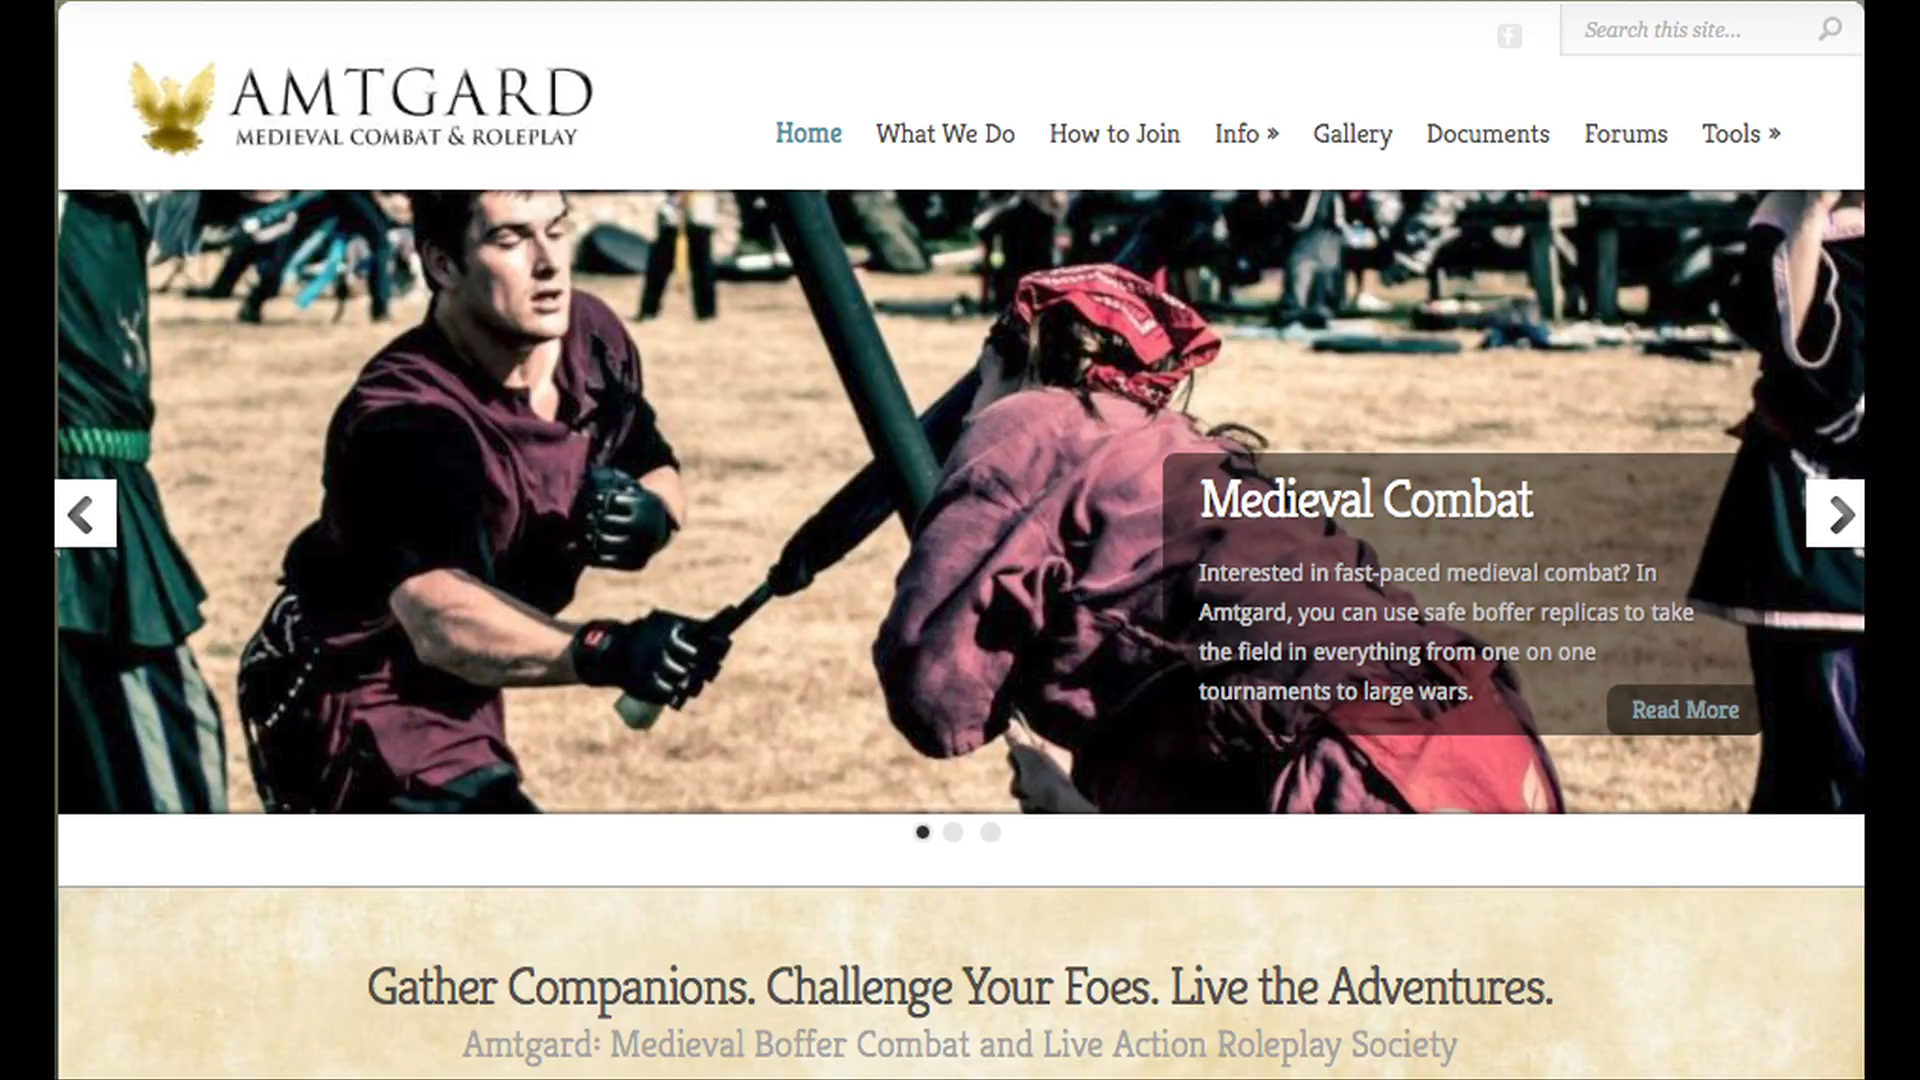 Search this site...
AMTGARD
MEDIEVAL COMBAT & ROLEPLAY
Home What We Do How to Join Info » Gallery Documents Forums Tools »
Medieval Combat
Interested in fast-paced medieval combat? In
Amtgard, you can use safe boffer replicas to take
the field in everything from one on one
tournaments to large wars.
Read More
Gather Companions. Challenge Your Foes. Live the Adventures.
Amtgard: Medieval Boffer Combat and Live Action Roleplay Society